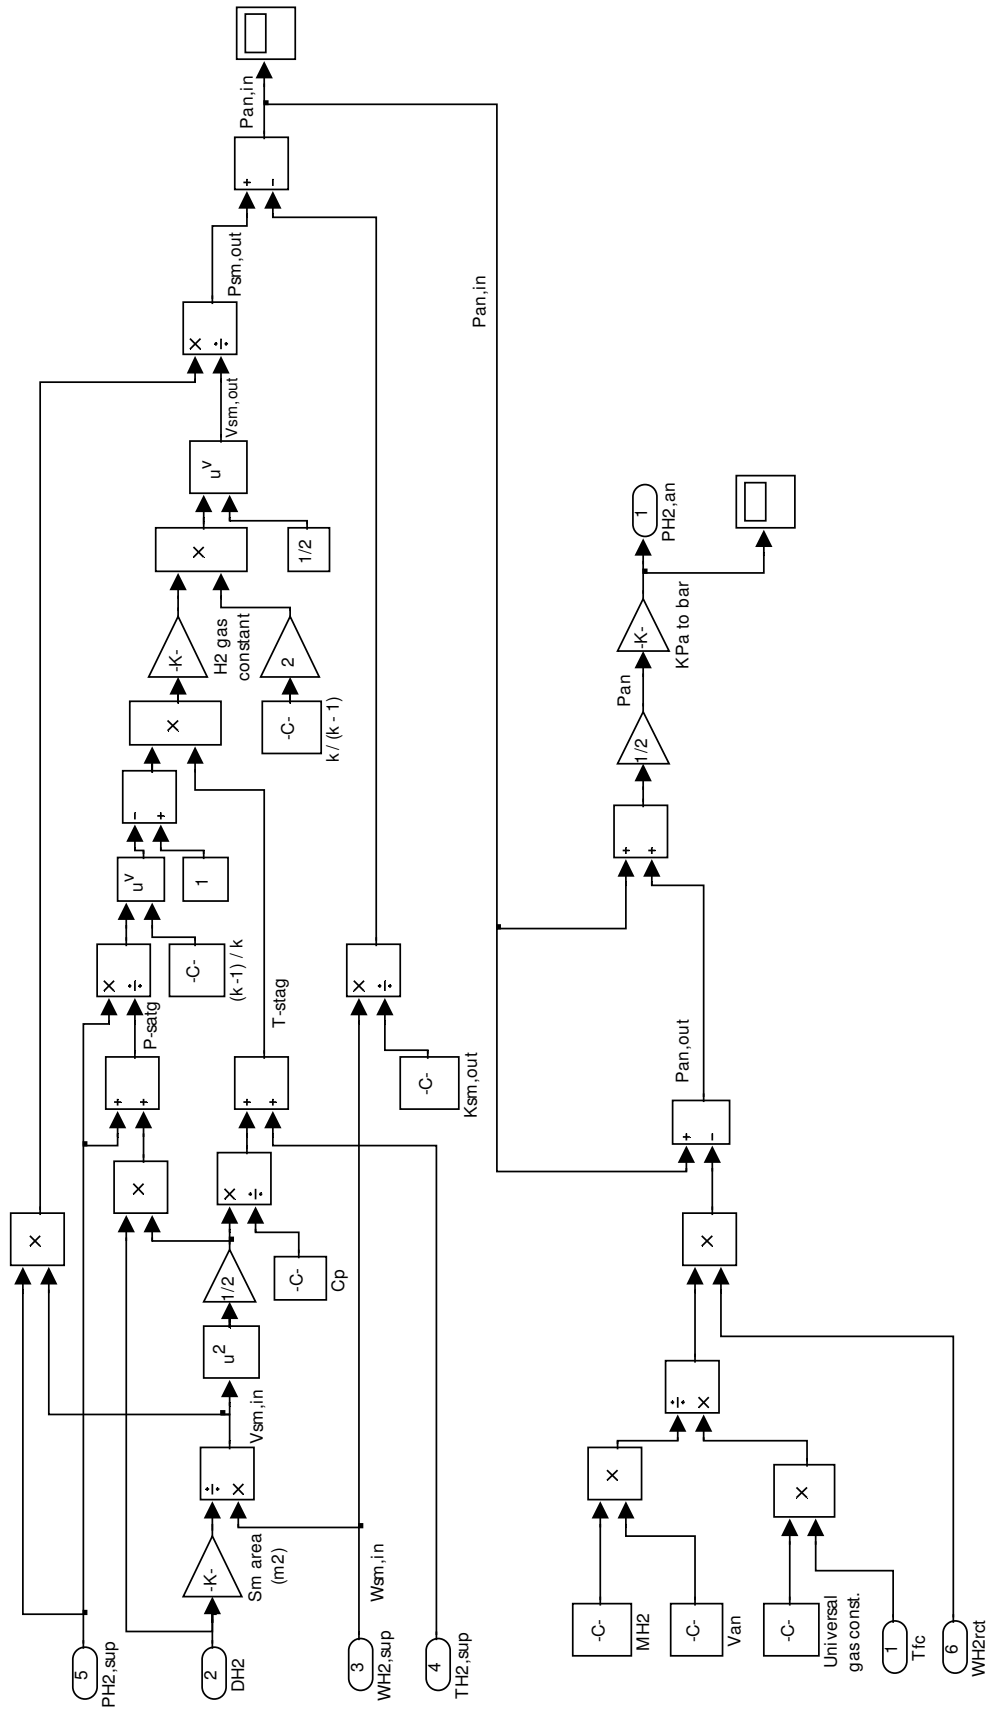 5
PH2,sup
2
DH2
3
WH2,sup
4
TH2,sup
-K-
Sm area
(m2)
Wsm,in
÷
×
Vsm,in
u²
1/2
-C-
Cp
×
÷
×
×
+
+
P-satg
+
+
T-stag
×
÷
-C-
(k-1) / k
×
÷
-C-
Ksm,out
uᵛ
1
-
+
×
-K-
H2 gas
constant
-C-
k / (k - 1)
2
×
1/2
uᵛ
Vsm,out
×
÷
Psm,out
+
-
Pan,in
Pan,in
-C-
MH2
-C-
Van
-C-
Universal
gas const.
1
Tfc
6
WH2rct
×
×
÷
×
×
+
-
Pan,out
+
+
1/2
Pan
-K-
KPa to bar
1
PH2,an